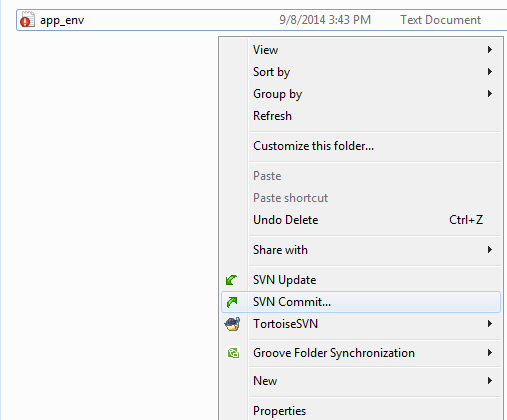 app_env 9/8/2014 3:43 PM Text Document
View
Sort by
Group by
Refresh
Customize this folder...
Paste
Paste shortcut
Undo Delete Ctrl+Z
Share with
SVN Update
SVN Commit...
TortoiseSVN
Groove Folder Synchronization
New
Properties